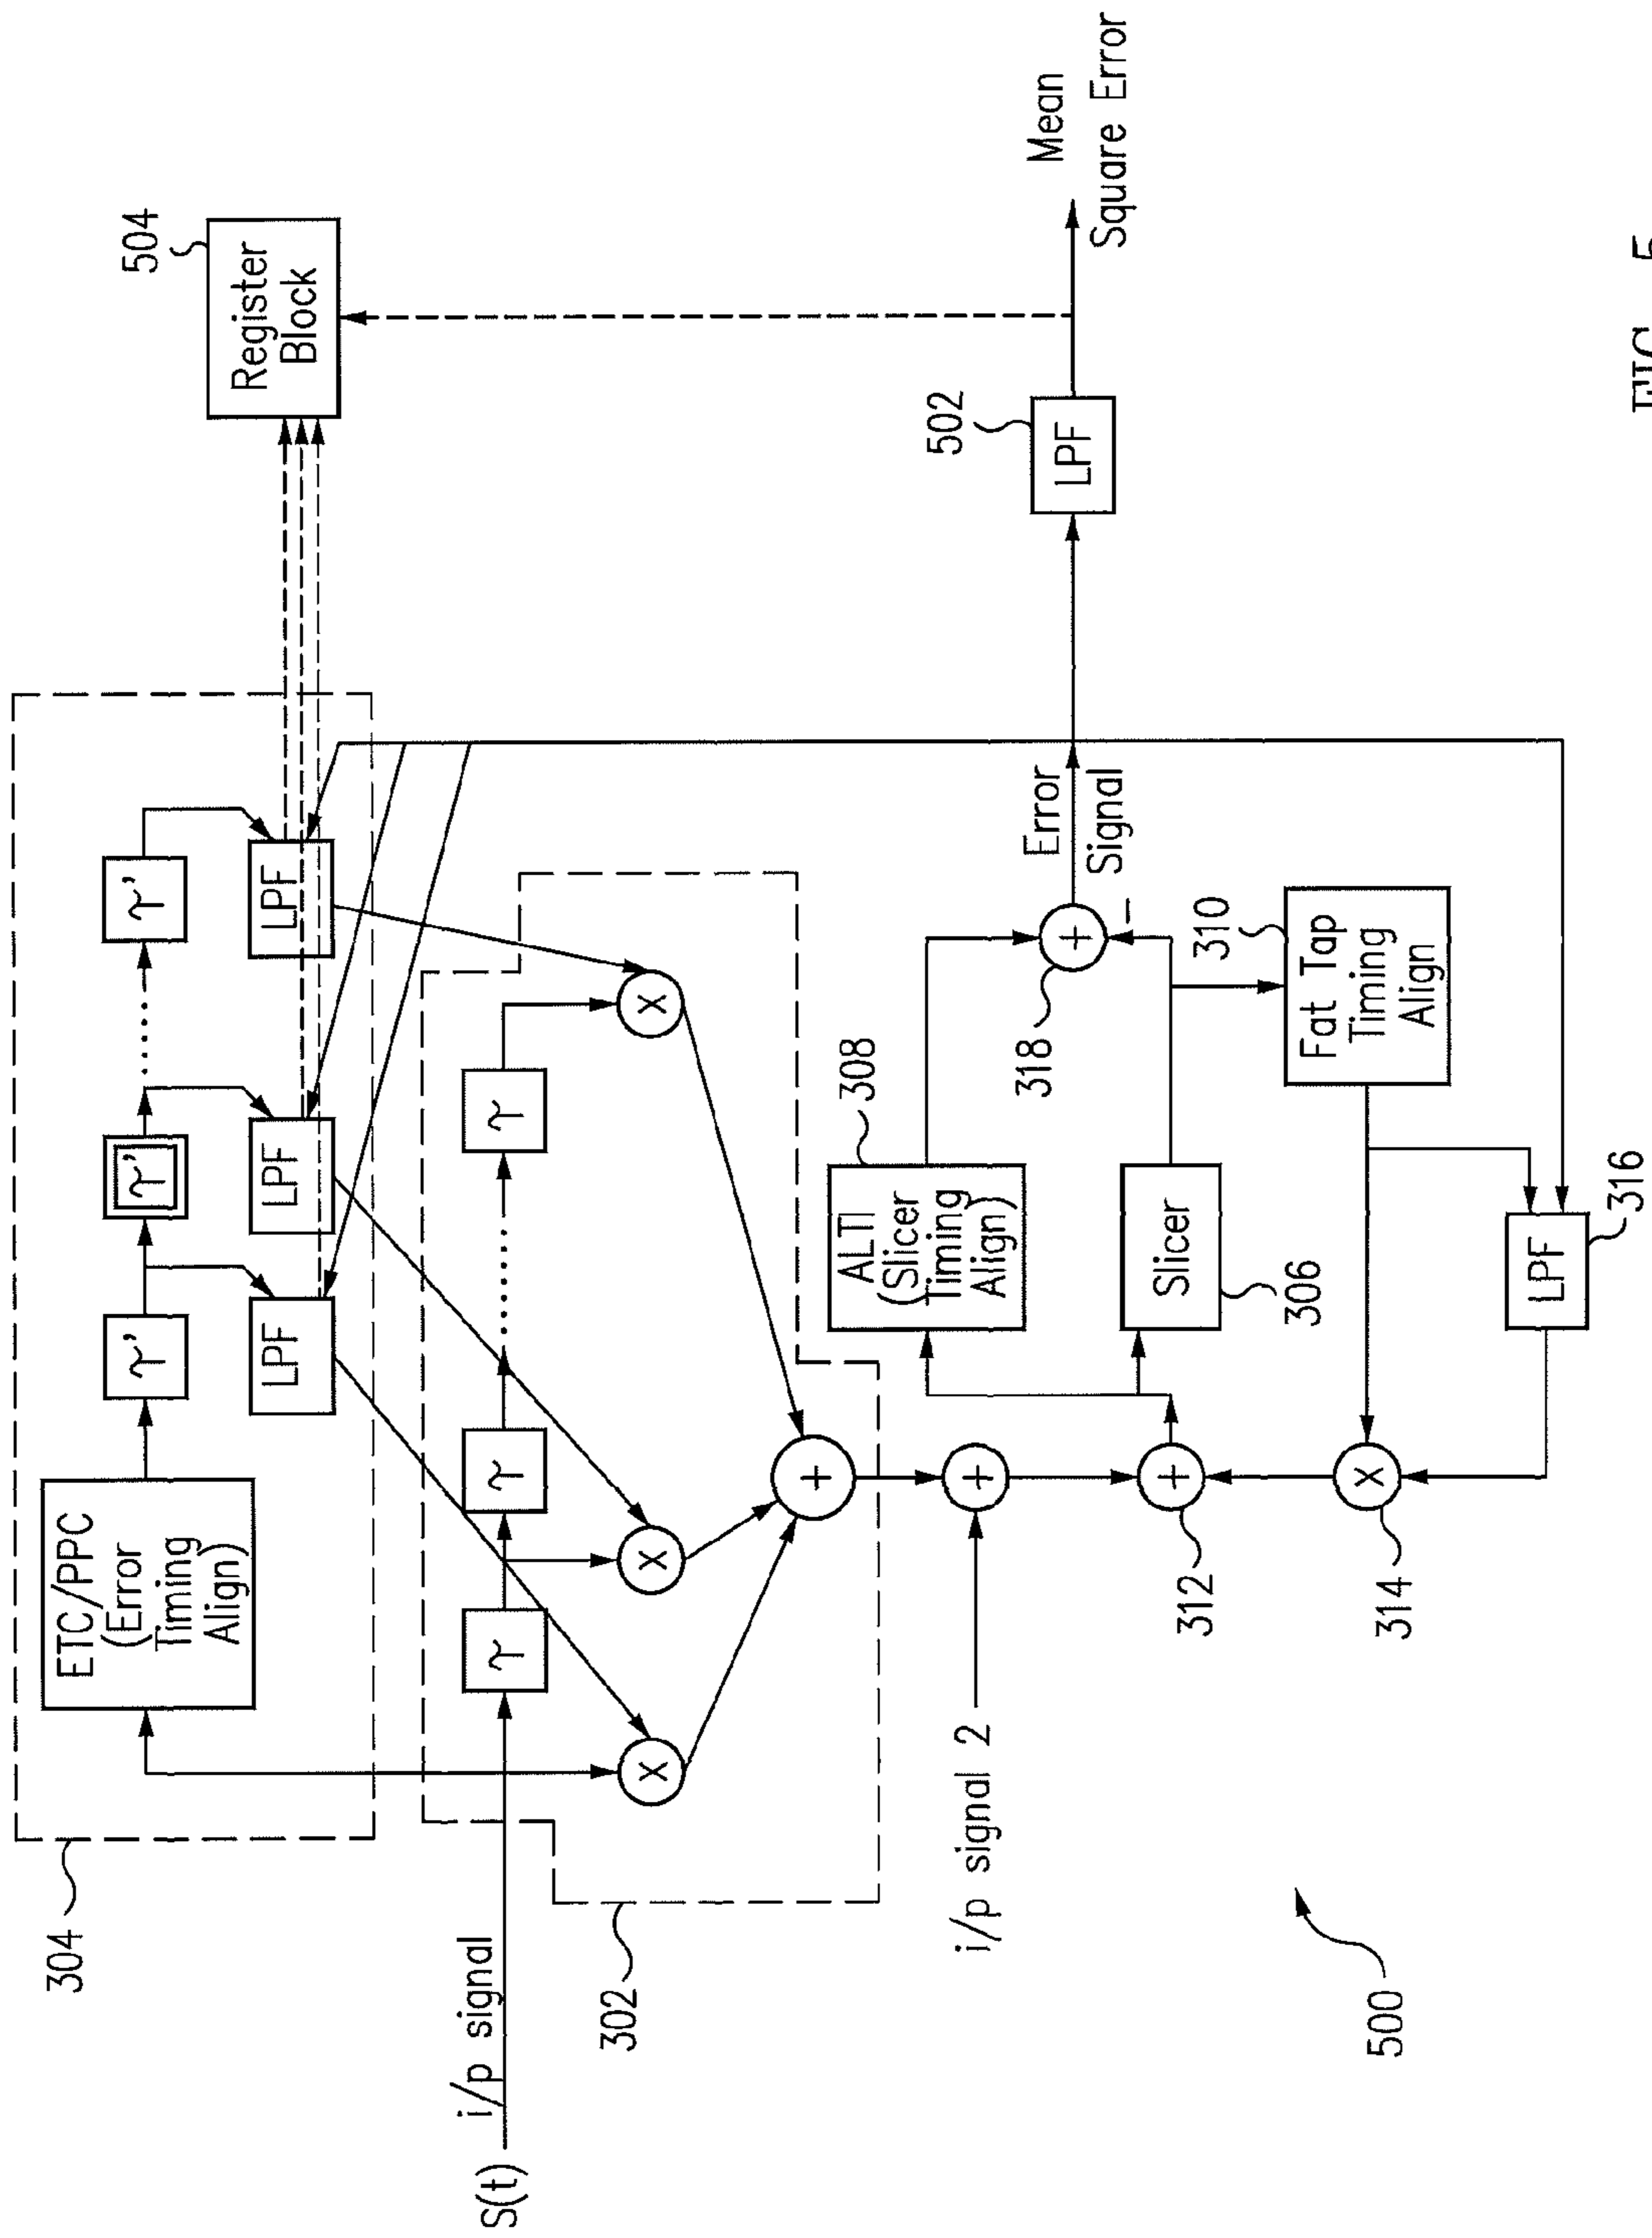 304
ETC/PPC
(Error
Timing
Align)
τ'
τ'
.....
τ'
LPF
LPF
LPF
504
Register
Block
S(t)
i/p signal
τ
τ
......
τ
X
X
X
+
302
i/p signal 2
+
+
312
X
314
ALTI
(Slicer
Timing
Align)
308
Slicer
306
+
318
–
Error
Signal
502
LPF
Mean
Square Error
310
Fat Tap
Timing
Align
LPF
316
500
FIG. 5